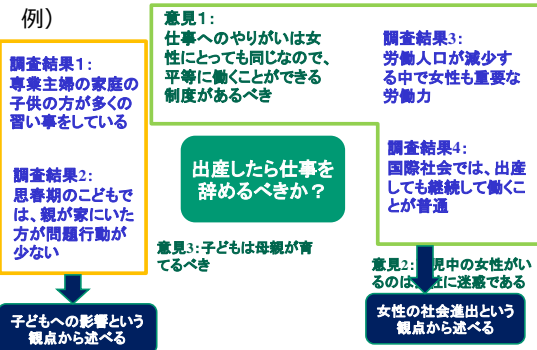 例）
調査結果1：
専業主婦の家庭の
子供の方が多くの
習い事をしている
調査結果2：
思春期のこどもで
は、親が家にいた
方が問題行動が
少ない
子どもへの影響という
観点から述べる
意見1：
仕事へのやりがいは女
性にとっても同じなので、
平等に働くことができる
制度があるべき
出産したら仕事を
辞めるべきか？
意見3：子どもは母親が育
てるべき
調査結果3：
労働人口が減少す
る中で女性も重要な
労働力
調査結果4：
国際社会では、出産
しても継続して働くこ
とが普通
意見2： 児中の女性がい
るのは 社に迷惑である
女性の社会進出という
観点から述べる